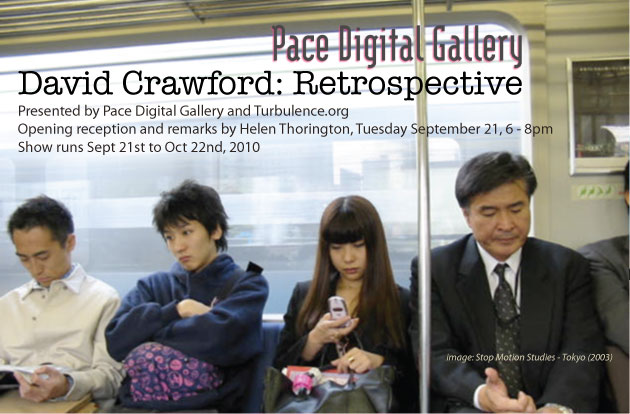 Pace Digital Gallery
David Crawford: Retrospective
Presented by Pace Digital Gallery and Turbulence.org
Opening reception and remarks by Helen Thorington, Tuesday September 21, 6 - 8pm
Show runs Sept 21st to Oct 22nd, 2010
image: Stop Motion Studies - Tokyo (2003)